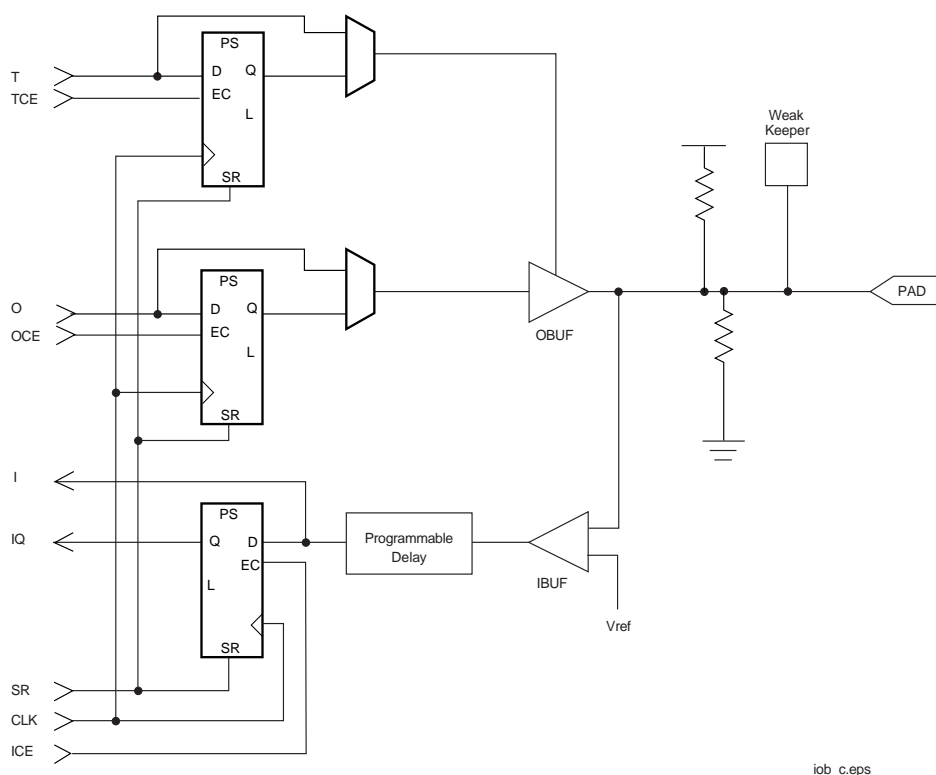 PS
T
D
Q
TCE
EC
L
SR
Weak
Keeper
PS
O
D
Q
OCE
EC
L
SR
OBUF
PAD
I
PS
IQ
Q
D
EC
L
SR
Programmable
Delay
IBUF
Vref
SR
CLK
ICE
iob_c.eps